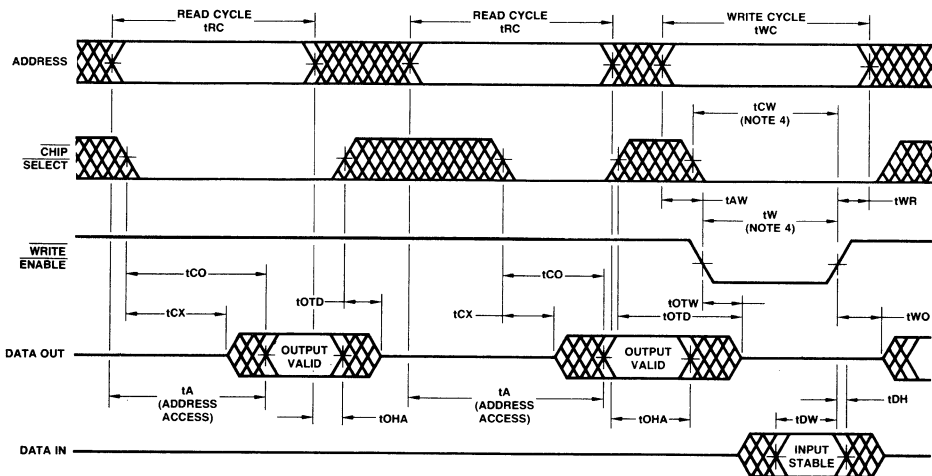 READ CYCLE
tRC
READ CYCLE
tRC
WRITE CYCLE
tWC
ADDRESS
tCW
(NOTE 4)
CHIP
SELECT
tAW
tWR
tW
(NOTE 4)
WRITE
ENABLE
tCO
tCO
tOTW
tOTD
tOTD
tCX
tCX
tWO
DATA OUT
OUTPUT
VALID
OUTPUT
VALID
tA
(ADDRESS
ACCESS)
tOHA
tA
(ADDRESS
ACCESS)
tOHA
tDH
tDW
DATA IN
INPUT
STABLE